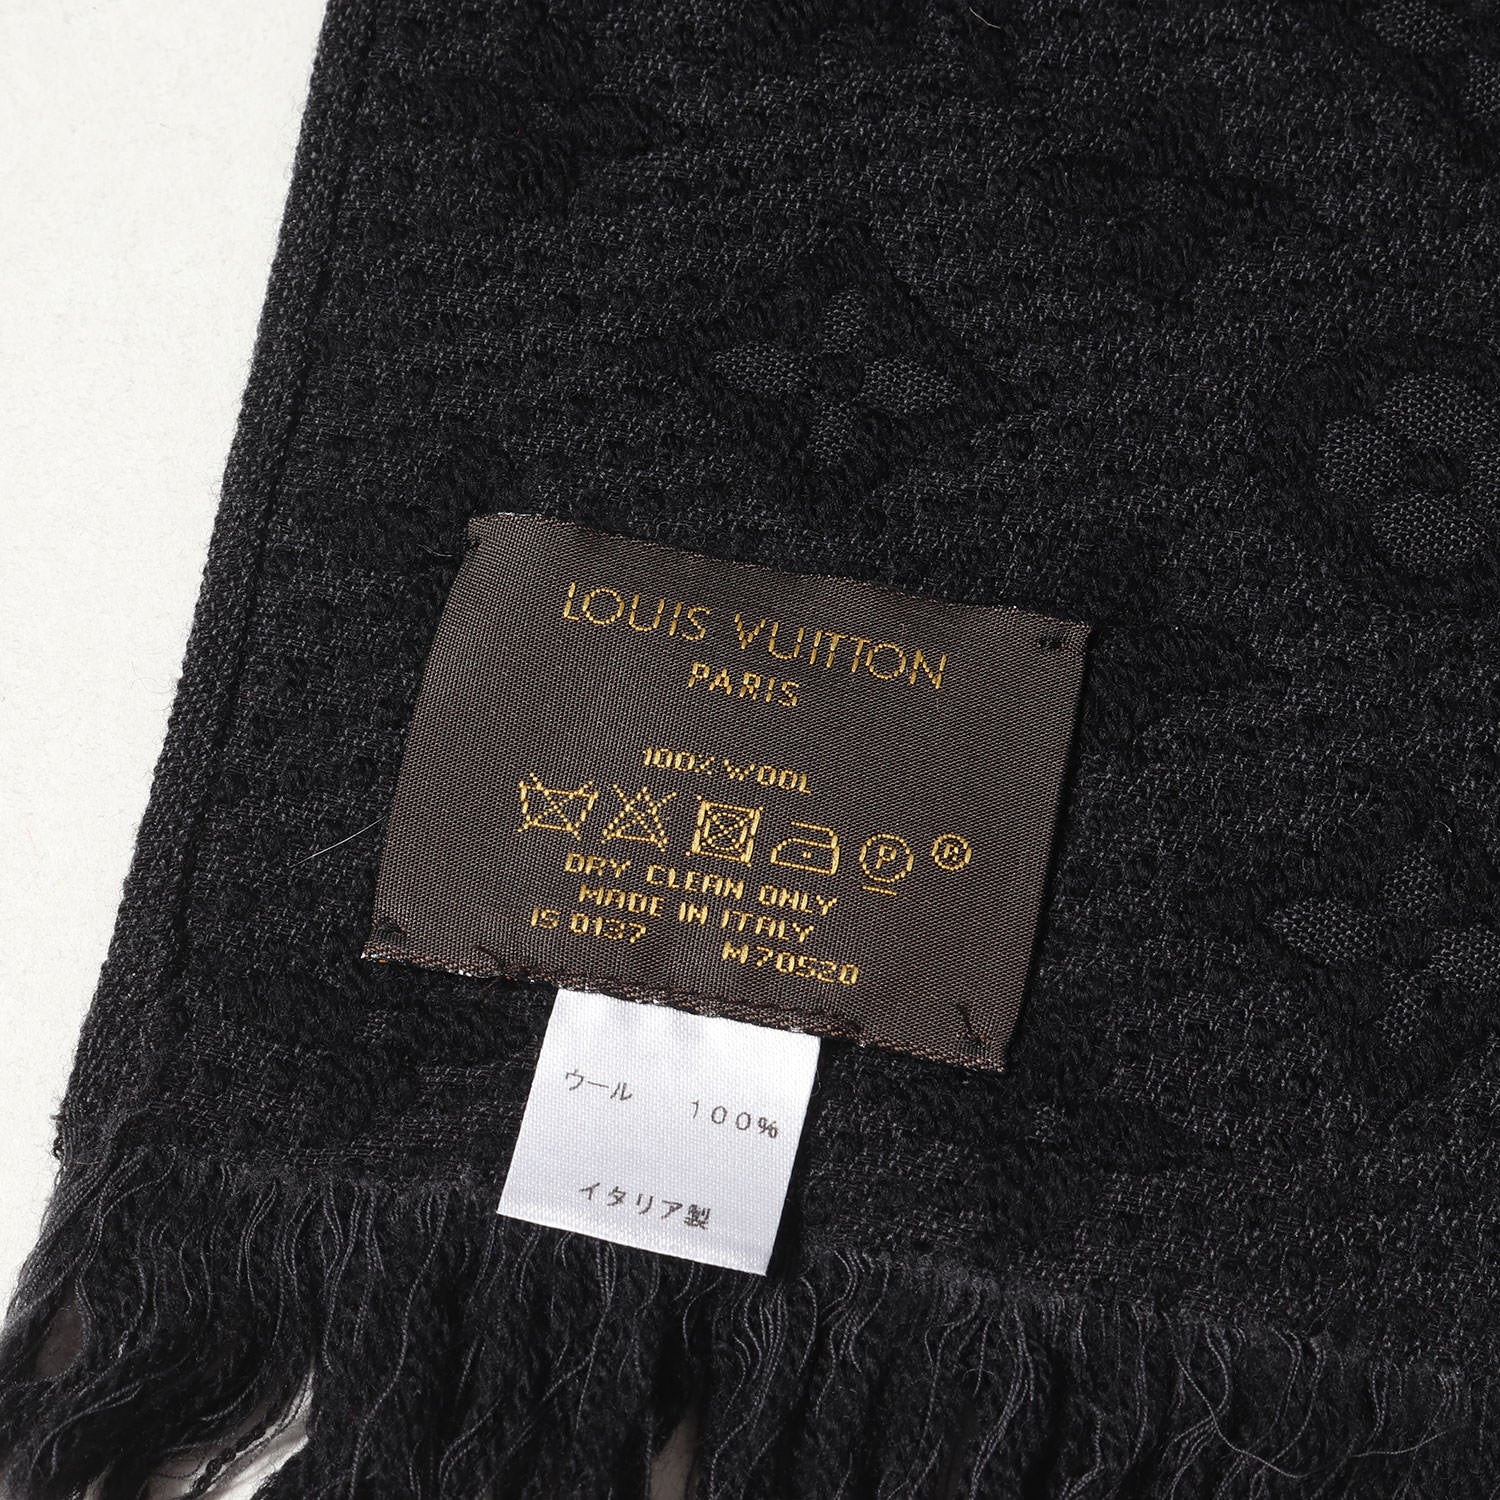 LOUIS VUITTON
PARIS
100% WOOL
P ®
DRY CLEAN ONLY
MADE IN ITALY
IS 0137 M70520
ウール 100%
イタリア製